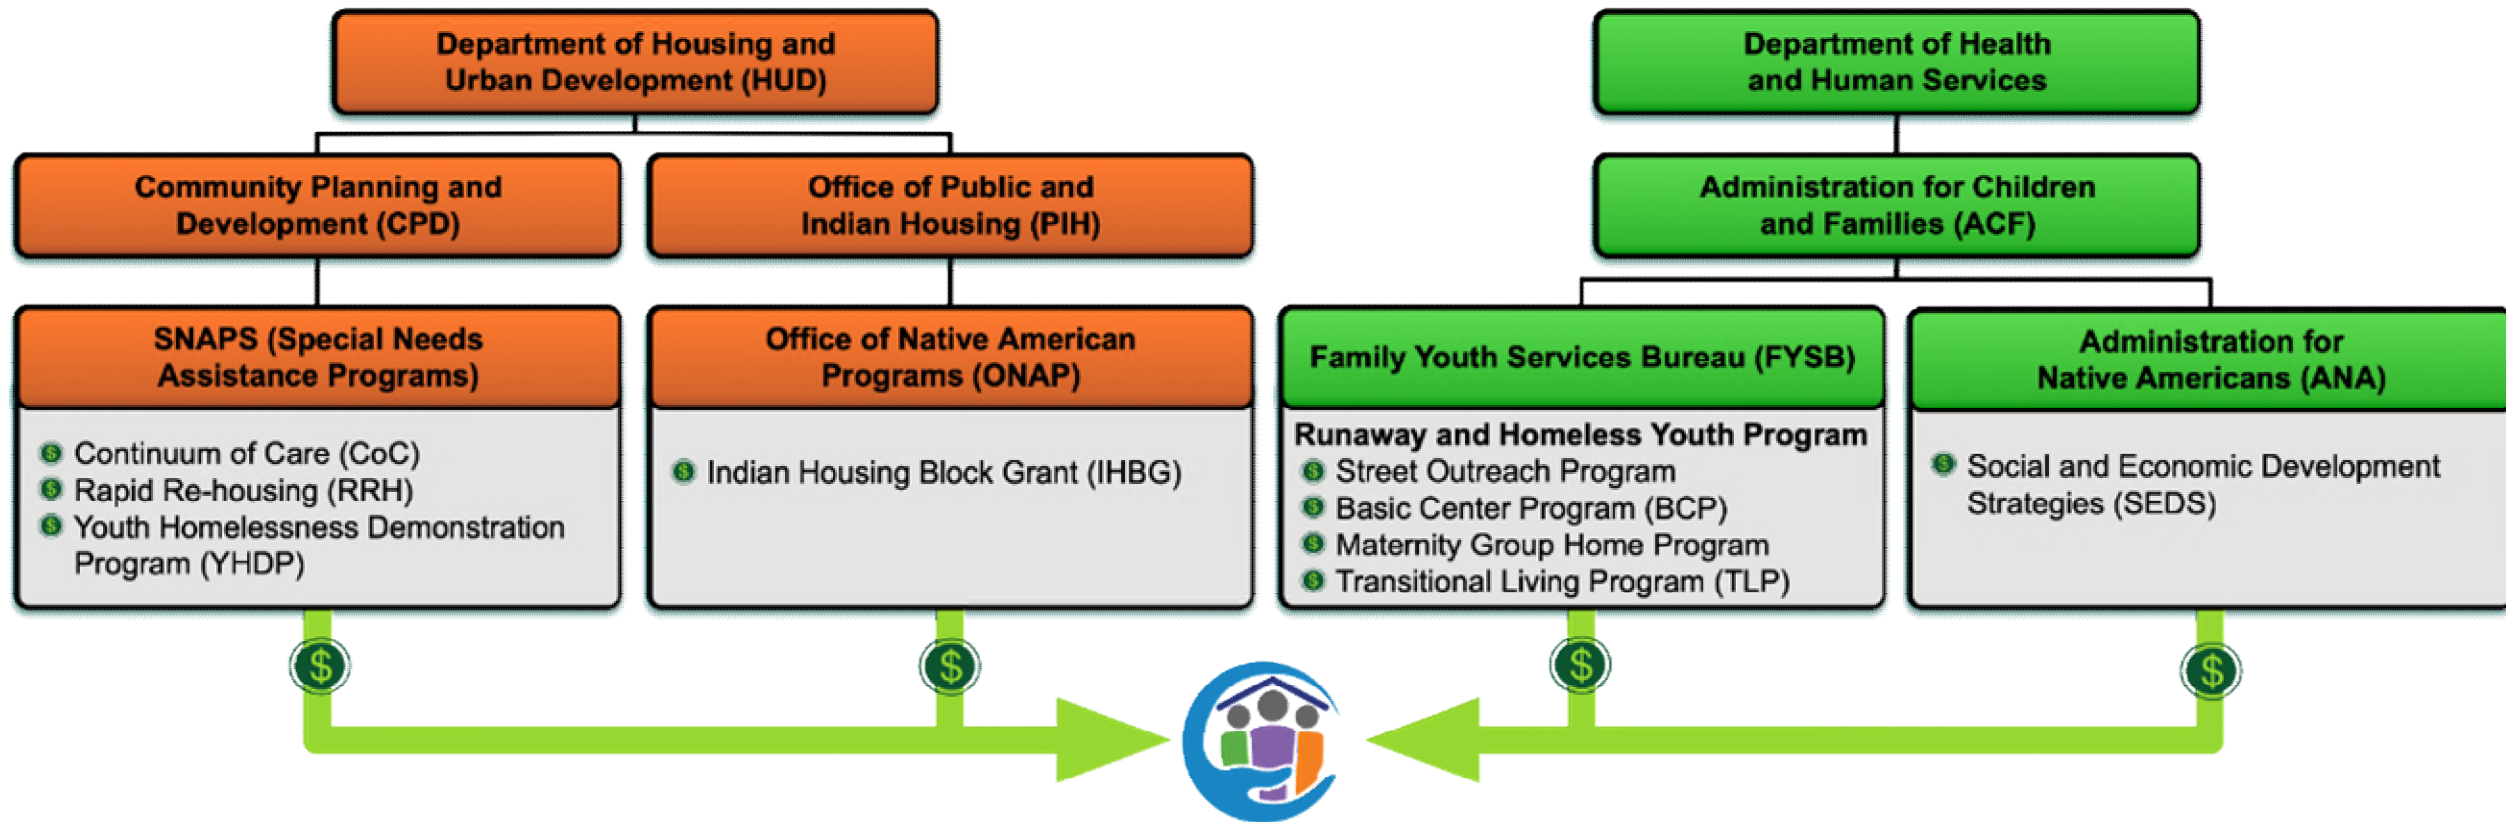 Department of Housing and
Urban Development (HUD)
Department of Health
and Human Services
Community Planning and
Development (CPD)
Office of Public and
Indian Housing (PIH)
Administration for Children
and Families (ACF)
SNAPS (Special Needs
Assistance Programs)
$ Continuum of Care (CoC)
$ Rapid Re-housing (RRH)
$ Youth Homelessness Demonstration
Program (YHDP)
Office of Native American
Programs (ONAP)
$ Indian Housing Block Grant (IHBG)
Family Youth Services Bureau (FYSB)
Runaway and Homeless Youth Program
$ Street Outreach Program
$ Basic Center Program (BCP)
$ Maternity Group Home Program
$ Transitional Living Program (TLP)
Administration for
Native Americans (ANA)
$ Social and Economic Development
Strategies (SEDS)
$
$
$
$